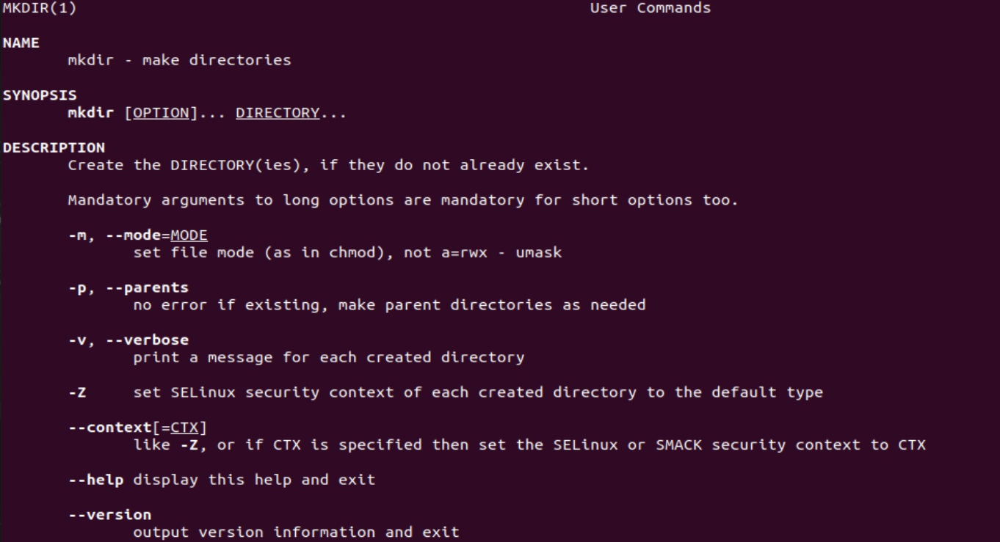 MKDIR(1) User Commands
NAME
mkdir - make directories
SYNOPSIS
mkdir [OPTION]... DIRECTORY...
DESCRIPTION
Create the DIRECTORY(ies), if they do not already exist.
Mandatory arguments to long options are mandatory for short options too.
-m, --mode=MODE
set file mode (as in chmod), not a=rwx - umask
-p, --parents
no error if existing, make parent directories as needed
-v, --verbose
print a message for each created directory
-Z set SELinux security context of each created directory to the default type
--context[=CTX]
like -Z, or if CTX is specified then set the SELinux or SMACK security context to CTX
--help display this help and exit
--version
output version information and exit